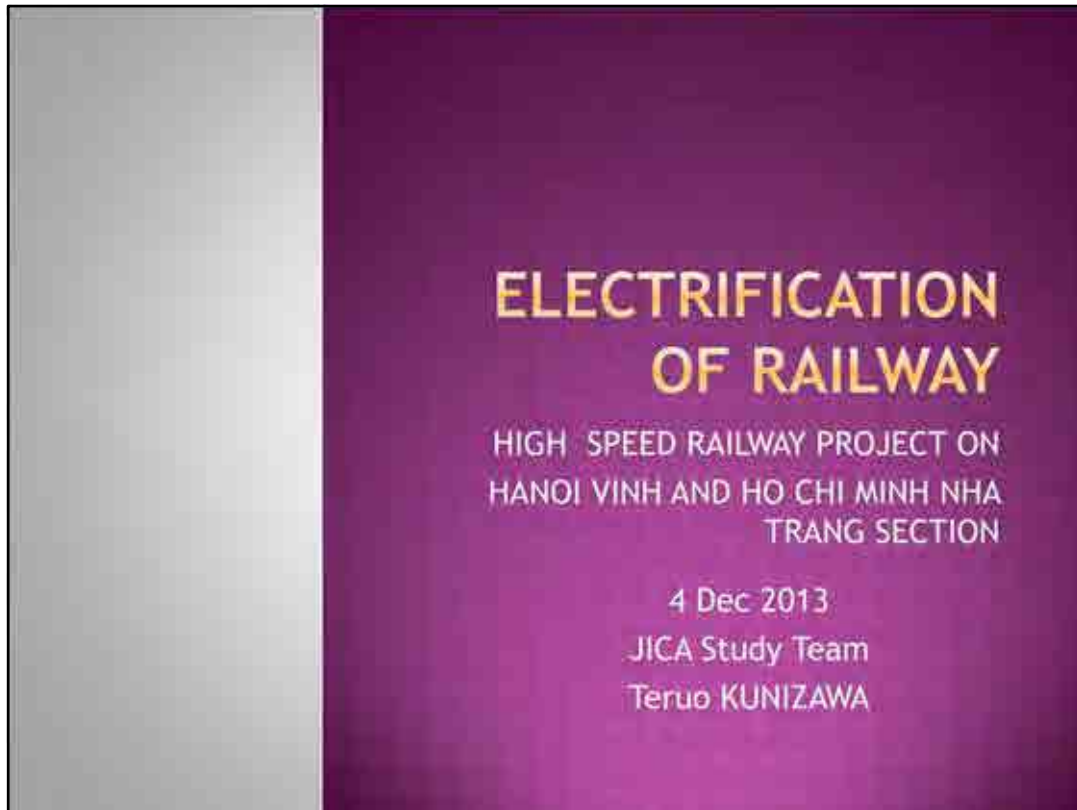 ELECTRIFICATION
OF RAILWAY
HIGH SPEED RAILWAY PROJECT ON
HANOI VINH AND HO CHI MINH NHA
TRANG SECTION
4 Dec 2013
JICA Study Team
Teruo KUNIZAWA